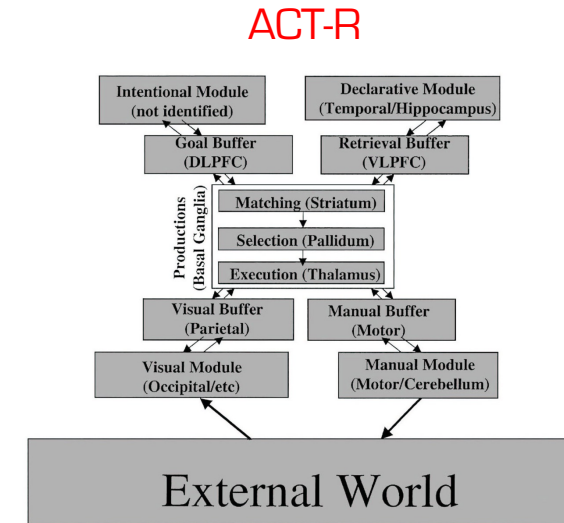 ACT-R
Intentional Module
(not identified)
Declarative Module
(Temporal/Hippocampus)
Goal Buffer
(DLPFC)
Retrieval Buffer
(VLPFC)
Productions
(Basal Ganglia)
Matching (Striatum)
Selection (Pallidum)
Execution (Thalamus)
Visual Buffer
(Parietal)
Manual Buffer
(Motor)
Visual Module
(Occipital/etc)
Manual Module
(Motor/Cerebellum)
External World